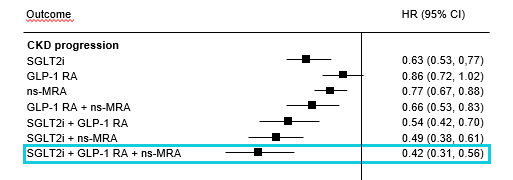 Outcome HR (95% CI)
CKD progression
SGLT2i 0.63 (0.53, 0,77)
GLP-1 RA 0.86 (0.72, 1.02)
ns-MRA 0.77 (0.67, 0.88)
GLP-1 RA + ns-MRA 0.66 (0.53, 0.83)
SGLT2i + GLP-1 RA 0.54 (0.42, 0.70)
SGLT2i + ns-MRA 0.49 (0.38, 0.61)
SGLT2i + GLP-1 RA + ns-MRA 0.42 (0.31, 0.56)